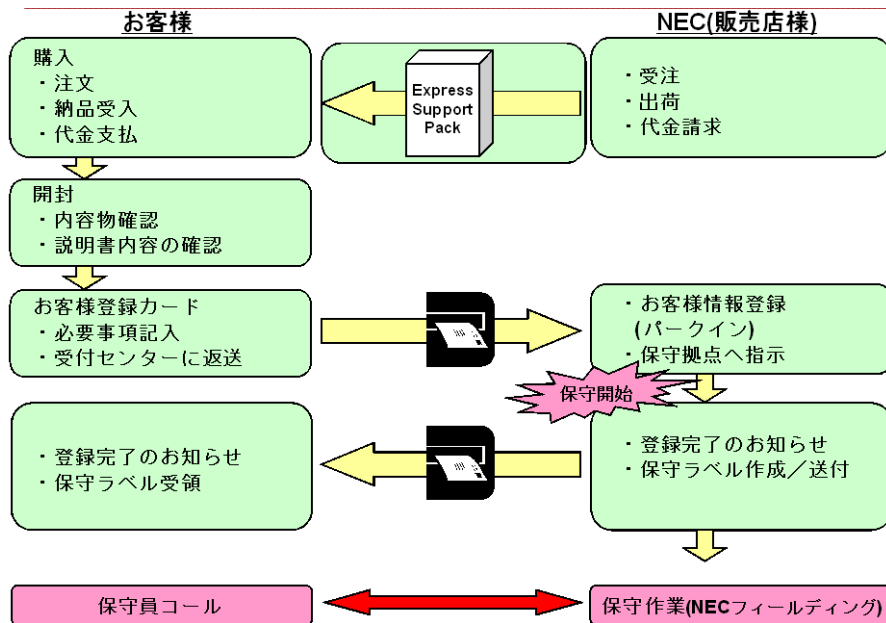 お客様
NEC(販売店様)
購入
・注文
・納品受入
・代金支払
Express
Support
Pack
・受注
・出荷
・代金請求
開封
・内容物確認
・説明書内容の確認
お客様登録カード
・必要事項記入
・受付センターに返送
・お客様情報登録
(パークイン)
・保守拠点へ指示
保守開始
・登録完了のお知らせ
・保守ラベル受領
・登録完了のお知らせ
・保守ラベル作成／送付
保守員コール
保守作業(NECフィールディング)